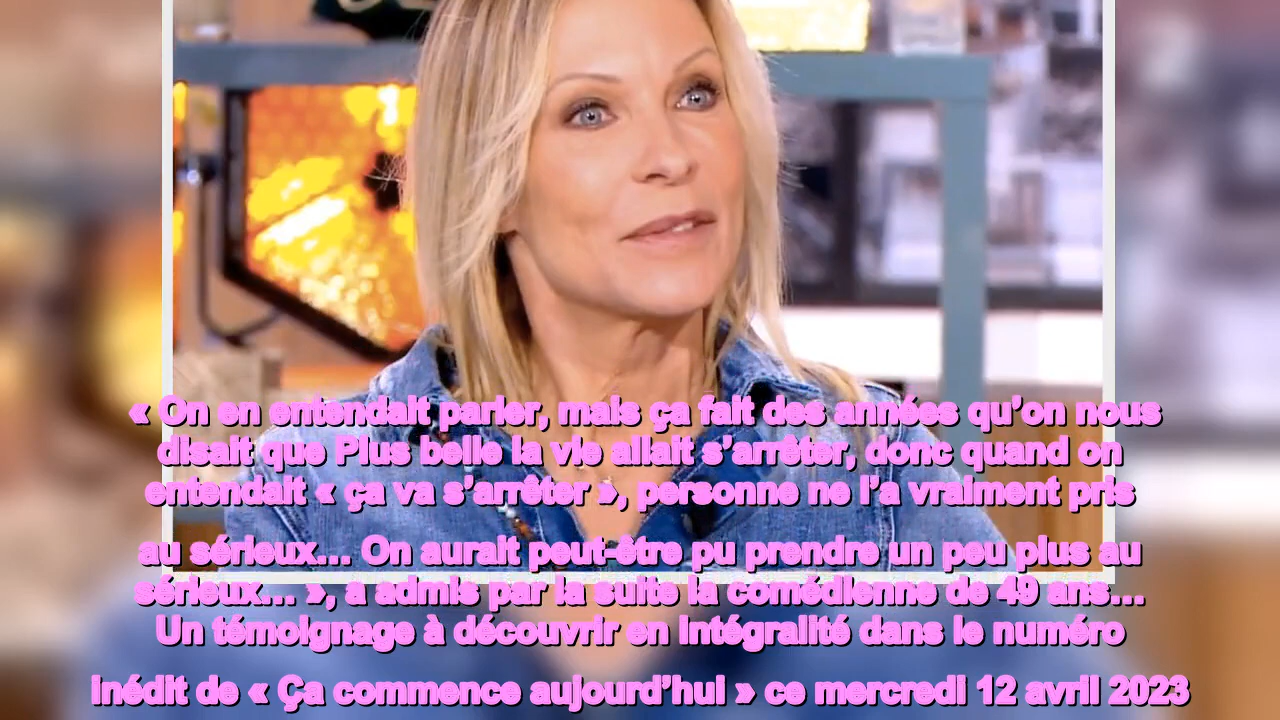 « On en entendait parler, mais ça fait des années qu’on nous
disait que Plus belle la vie allait s’arrêter, donc quand on
entendait « ça va s’arrêter », personne ne l’a vraiment pris
au sérieux... On aurait peut-être pu prendre un peu plus au
sérieux... », a admis par la suite la comédienne de 49 ans...
Un témoignage à découvrir en intégralité dans le numéro
inédit de « Ça commence aujourd’hui » ce mercredi 12 avril 2023